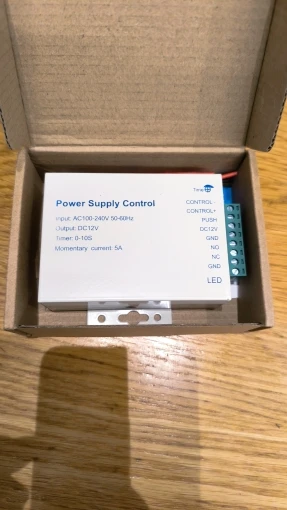 Time
Power Supply Control
Input: AC100-240V 50-60Hz
Output: DC12V
Timer: 0-10S
Momentary current: 5A
CONTROL-
CONTROL+
PUSH
DC12V
GND
NO
NC
GND
LED